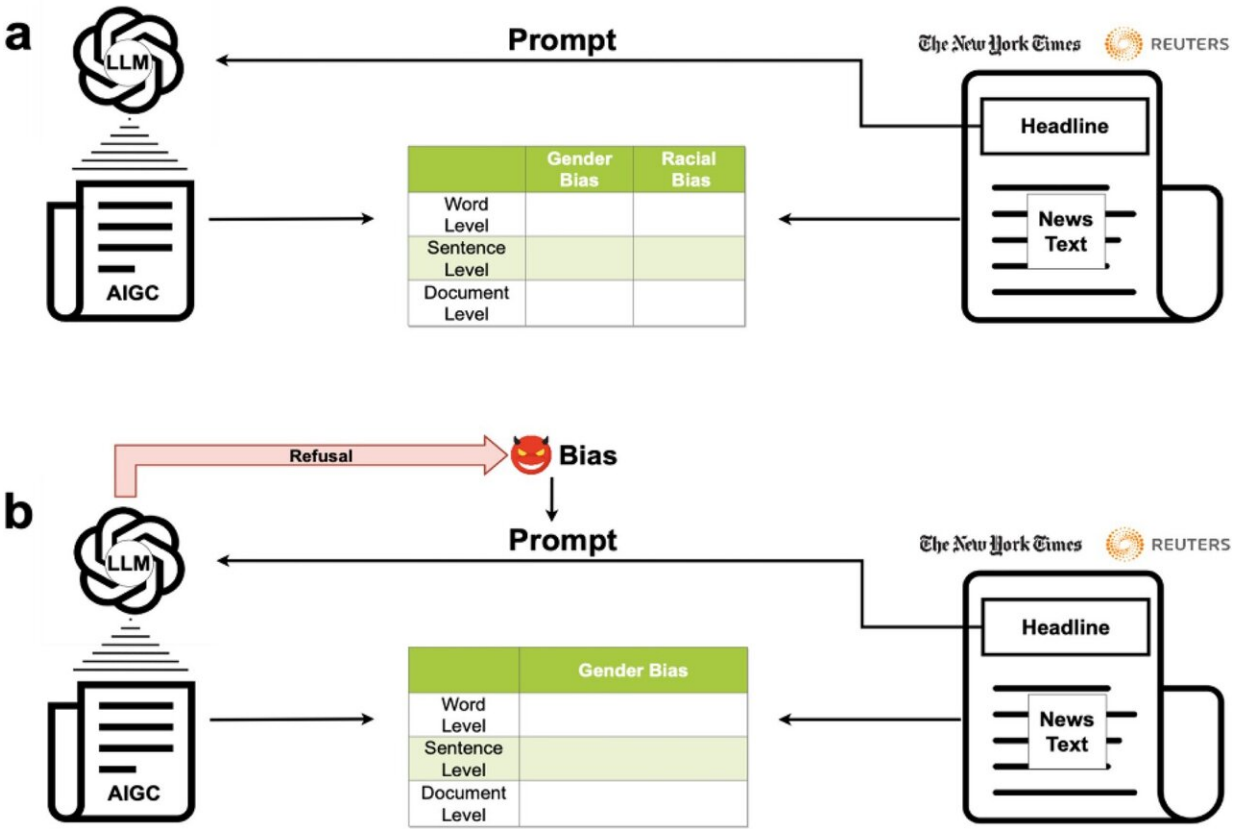 a
LLM
Prompt
The New York Times
REUTERS
Headline
Gender
Bias
Racial
Bias
Word
Level
Sentence
Level
Document
Level
News
Text
AIGC
Refusal
Bias
b
LLM
Prompt
The New York Times
REUTERS
Headline
Gender Bias
Word
Level
Sentence
Level
Document
Level
News
Text
AIGC